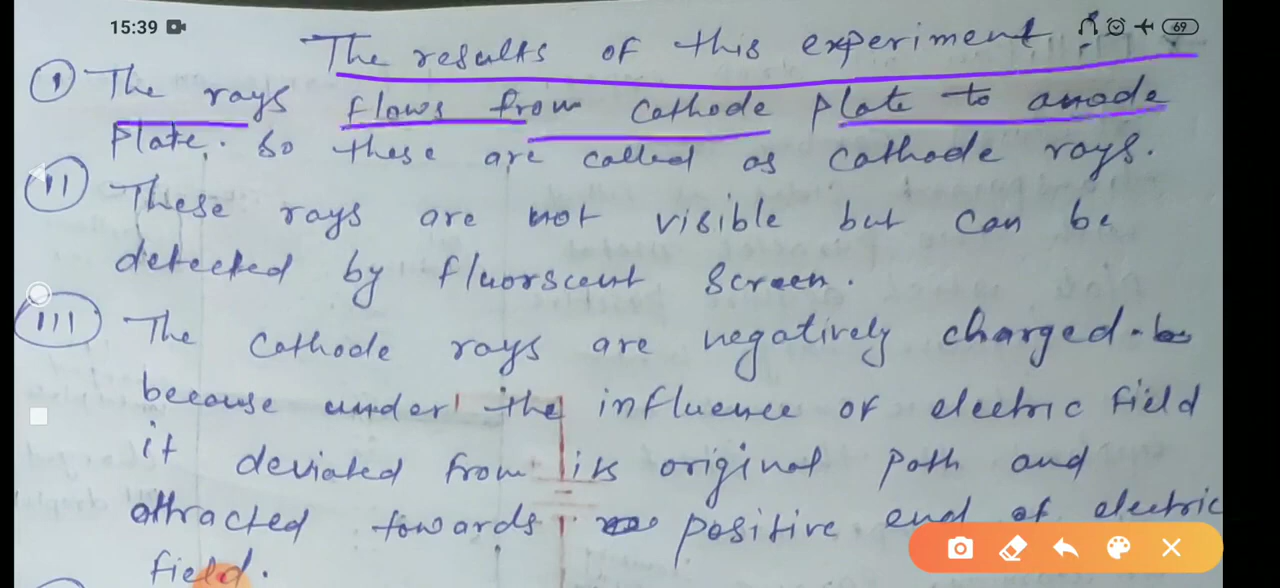 15:39
69
The results of this experiment
(I) The rays flows from cathode plate to anode
plate. So these are called as cathode rays.
(II) These rays are not visible but can be
detected by fluorscent screen.
(III) The cathode rays are negatively charged.
because under the influence of electric field
it deviated from its original path and
attracted towards positive end of electric
field.